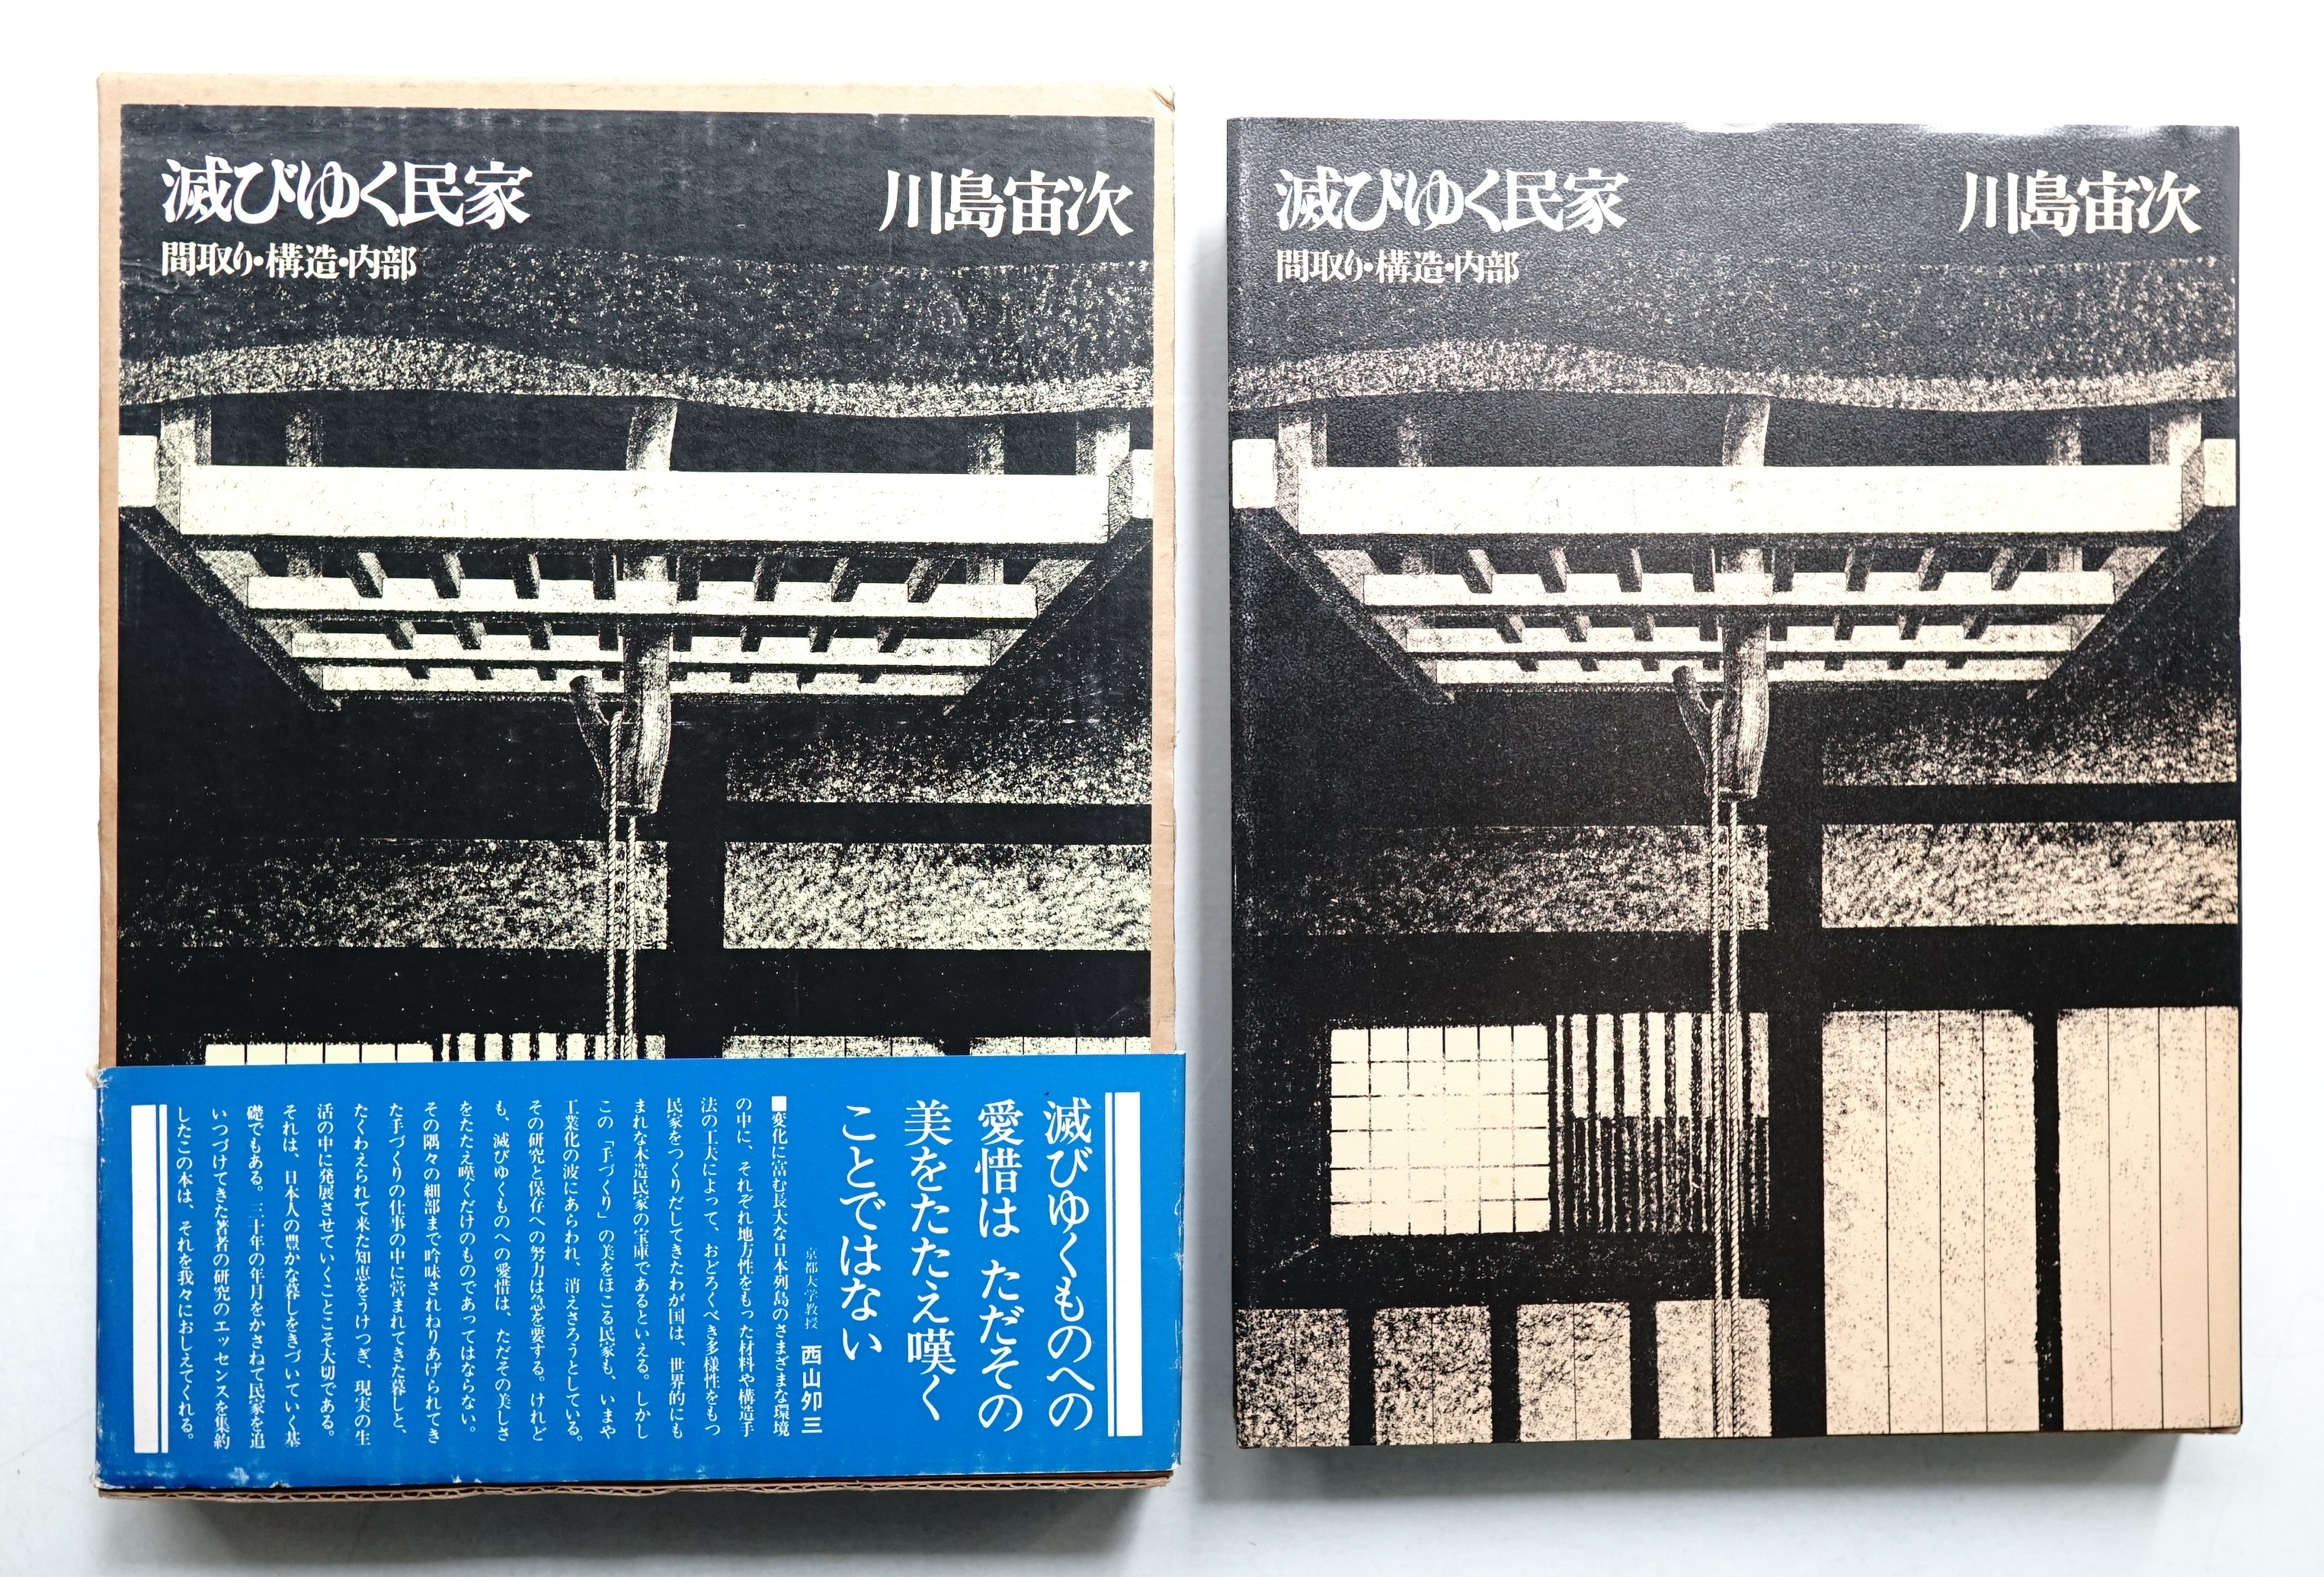 滅びゆく民家
川島宙次
間取り・構造・内部
滅びゆくものへの
愛惜は ただその
美をたたえ嘆く
ことではない
京都大学教授 西山夘三
■変化に富む長大な日本列島のさまざまな環境
の中に、それぞれ地方性をもった材料や構造手
法の工夫によって、おどろくべき多様性をもつ
民家をつくりだしてきたわが国は、世界的にも
まれな木造民家の宝庫であるといえる。しかし
この「手づくり」の美をほこる民家も、いまや
工業化の波にあらわれ、消えさろうとしている。
その研究と保存への努力は急を要する。けれど
も、滅びゆくものへの愛惜は、ただその美しさ
をたたえ嘆くだけのものであってはならない。
その隅々の細部まで吟味されねりあげられてき
た手づくりの仕事の中に営まれてきた暮しと、
たくわえられて来た知恵をうけつぎ、現実の生
活の中に発展させていくことこそ大切である。
それは、日本人の豊かな暮しをきづいていく基
礎でもある。三十年の年月をかさねて民家を追
いつづけてきた著者の研究のエッセンスを集約
したこの本は、それを我々におしえてくれる。
滅びゆく民家
川島宙次
間取り・構造・内部